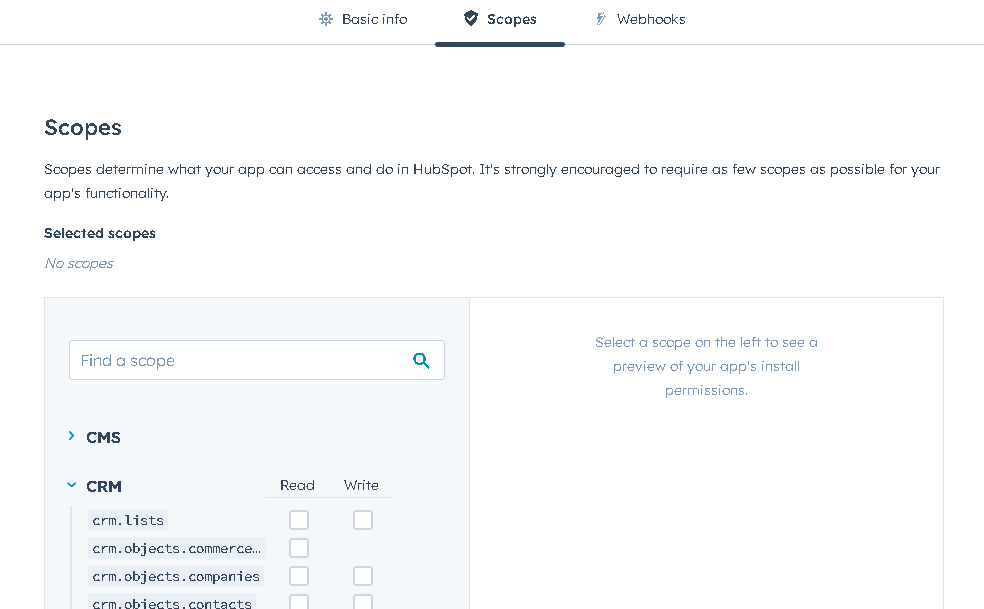 Basic info
Scopes
Webhooks
Scopes
Scopes determine what your app can access and do in HubSpot. It's strongly encouraged to require as few scopes as possible for your
app's functionality.
Selected scopes
No scopes
Find a scope
Select a scope on the left to see a
preview of your app's install
permissions.
CMS
CRM Read Write
crm.lists
crm.objects.commerce…
crm.objects.companies
crm.objects.contacts